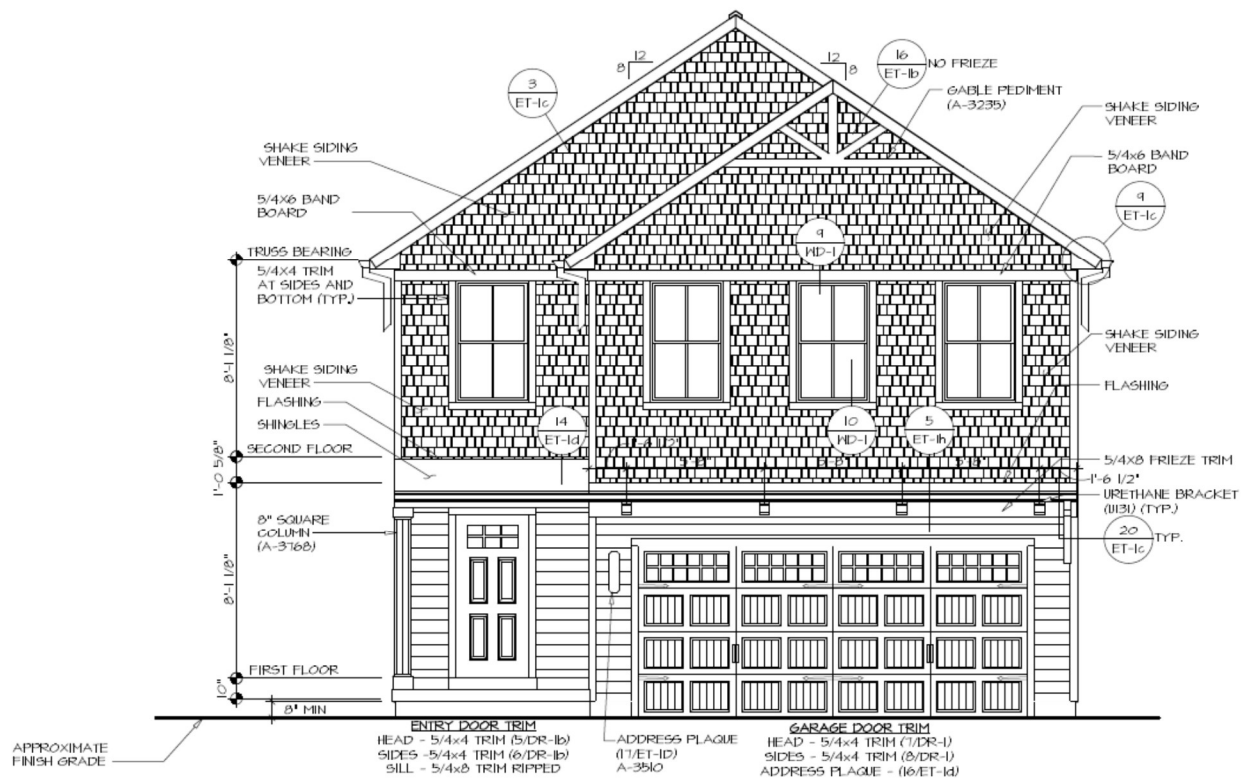 12
8
12
8
16
ET-1b
NO FRIEZE
3
ET-1c
GABLE PEDIMENT
(A-3235)
SHAKE SIDING
VENEER
SHAKE SIDING
VENEER
5/4x6 BAND
BOARD
5/4X6 BAND
BOARD
9
ET-1c
9
WD-1
TRUSS BEARING
5/4X4 TRIM
AT SIDES AND
BOTTOM (TYP.)
8'-1 1/8"
SHAKE SIDING
VENEER
SHAKE SIDING
VENEER
FLASHING
FLASHING
SHINGLES
14
ET-1d
10
WD-1
5
ET-1h
SECOND FLOOR
1'-6 1/2"
5/4X8 FRIEZE TRIM
1'-0 5/8"
1'-6 1/2"
URETHANE BRACKET
(U131) (TYP.)
8" SQUARE
COLUMN
(A-3768)
20
ET-1c
TYP.
8'-1 1/8"
FIRST FLOOR
10"
8" MIN
APPROXIMATE
FINISH GRADE
ENTRY DOOR TRIM
HEAD - 5/4x4 TRIM (5/DR-1b)
SIDES -5/4x4 TRIM (6/DR-1b)
SILL - 5/4x8 TRIM RIPPED
ADDRESS PLAQUE
(17/ET-1D)
A-3510
GARAGE DOOR TRIM
HEAD - 5/4x4 TRIM (7/DR-1)
SIDES - 5/4x4 TRIM (8/DR-1)
ADDRESS PLAQUE - (16/ET-1d)